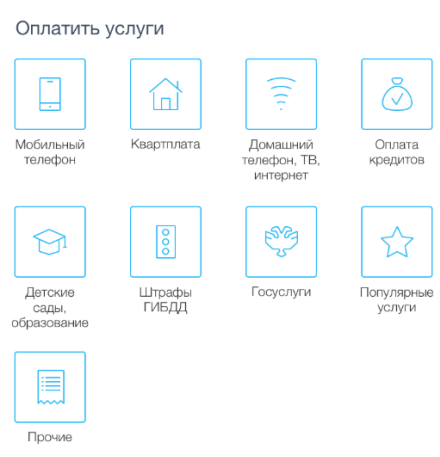 Оплатить услуги
Мобильный
телефон
Квартплата
Домашний
телефон, ТВ,
интернет
Оплата
кредитов
Детские
сады,
образование
Штрафы
ГИБДД
Госуслуги
Популярные
услуги
Прочие